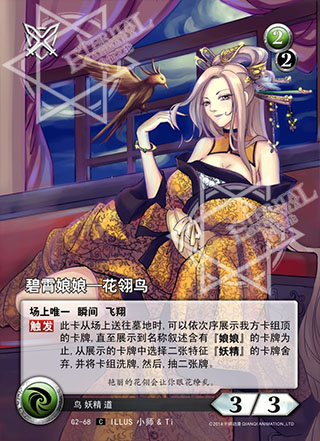 2
2
碧霄娘娘—花翎鸟
场上唯一 瞬间 飞翔
触发 此卡从场上送往墓地时, 可以依次序展示我方卡组顶
的卡牌, 直至展示到名称叙述含有『娘娘』的卡牌为
止, 从展示的卡牌中选择二张特征『妖精』的卡牌舍
弃, 并将卡组洗牌. 然后, 抽二张牌.
艳丽的花翎会让你眼花缭乱.
鸟 妖精 道
3 / 3
G2-68 C ILLUS 小师 & Ti